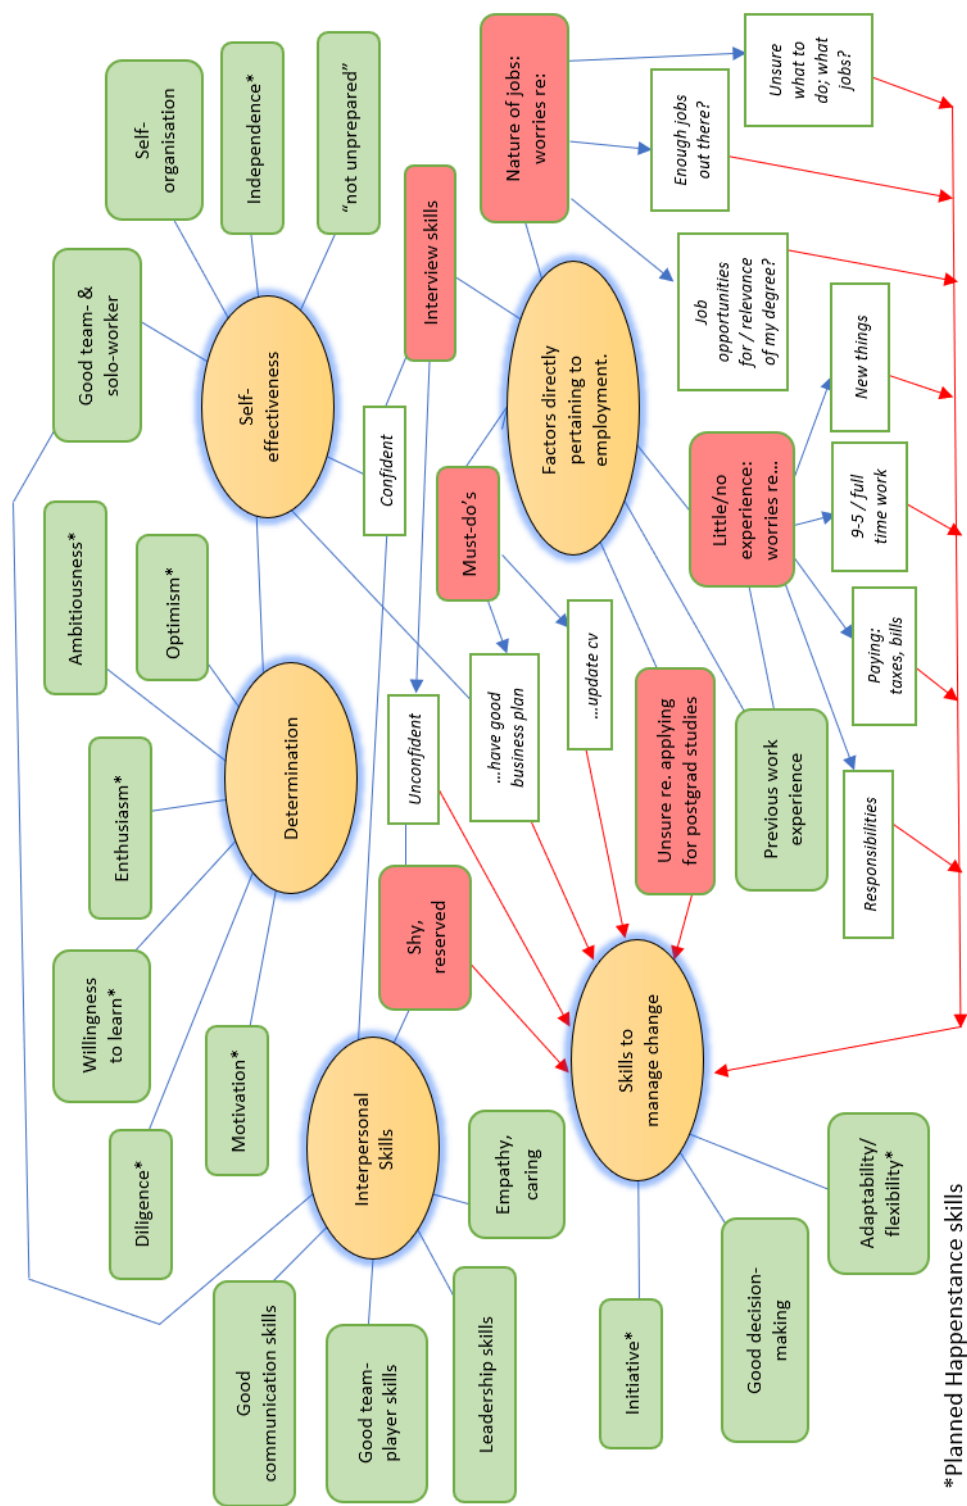 Good
communication skills
Good team-
player skills
Leadership skills
Empathy,
caring
Interpersonal
Skills
Diligence*
Willingness
to learn*
Motivation*
Enthusiasm*
Ambitiousness*
Optimism*
Determination
Good team- &
solo-worker
Self-
organisation
Independence*
“not unprepared”
Self-
effectiveness
Confident
Interview skills
Unconfident
Shy,
reserved
Must-do’s
...have good
business plan
...update cv
Factors directly
pertaining to
employment.
Nature of jobs:
worries re:
Unsure
what to
do; what
jobs?
Enough jobs
out there?
Job
opportunities
for / relevance
of my degree?
Unsure re. applying
for postgrad studies
Previous work
experience
Little/no
experience:
worries re...
New things
9-5 / full
time work
Paying:
taxes, bills
Responsibilities
Skills to
manage change
Initiative*
Good decision-
making
Adaptability/
flexibility*
*Planned Happenstance skills